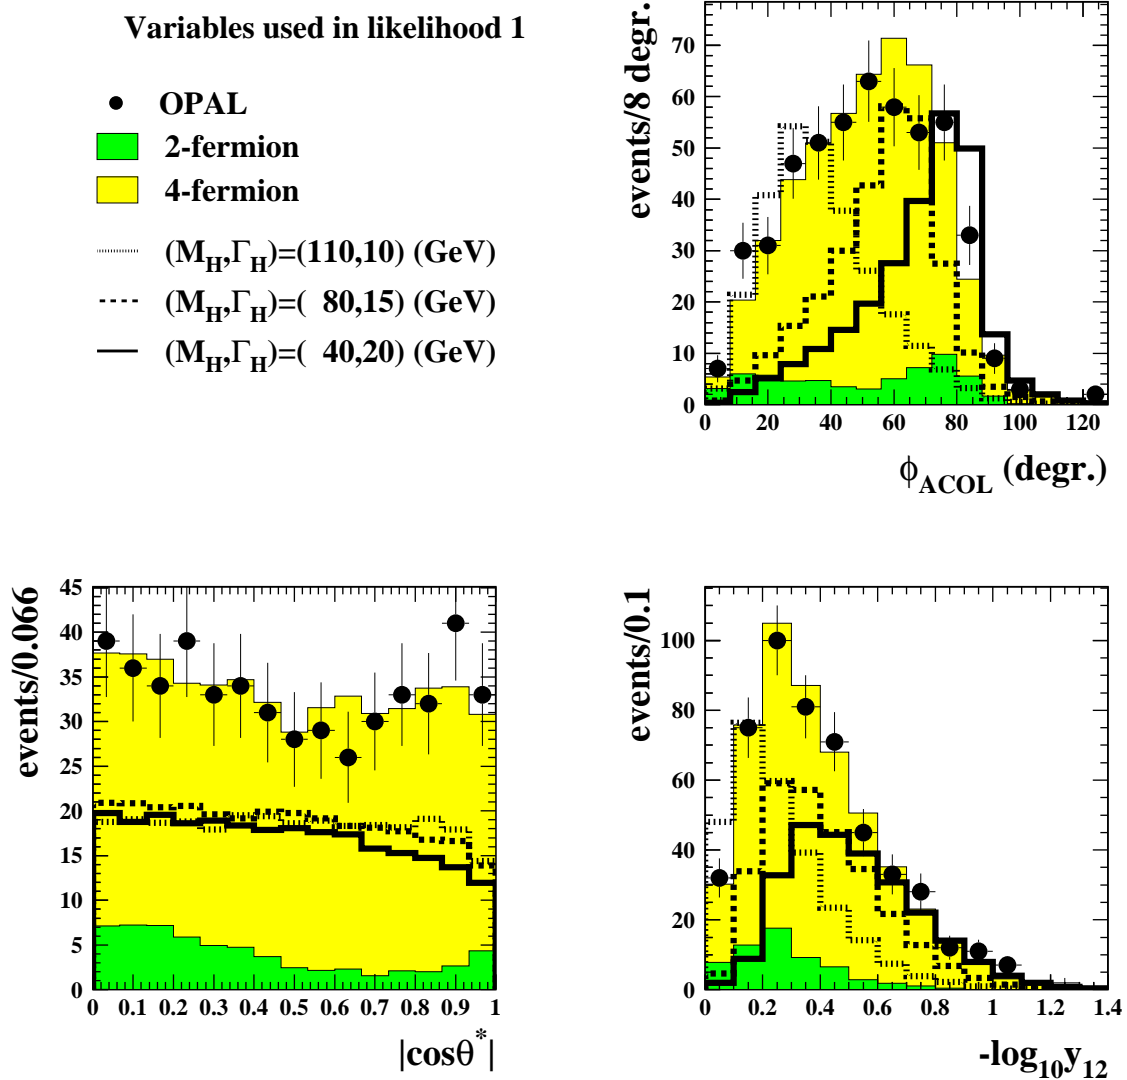 Variables used in likelihood 1
OPAL
2-fermion
4-fermion
(M_H,Γ_H)=(110,10) (GeV)
(M_H,Γ_H)=( 80,15) (GeV)
(M_H,Γ_H)=( 40,20) (GeV)
events/8 degr.
70
60
50
40
30
20
10
0
0 20 40 60 80 100 120
ϕ_ACOL (degr.)
events/0.066
45
40
35
30
25
20
15
10
5
0
0 0.1 0.2 0.3 0.4 0.5 0.6 0.7 0.8 0.9 1
|cosθ^*|
events/0.1
100
80
60
40
20
0
0 0.2 0.4 0.6 0.8 1 1.2 1.4
-log₁₀y₁₂